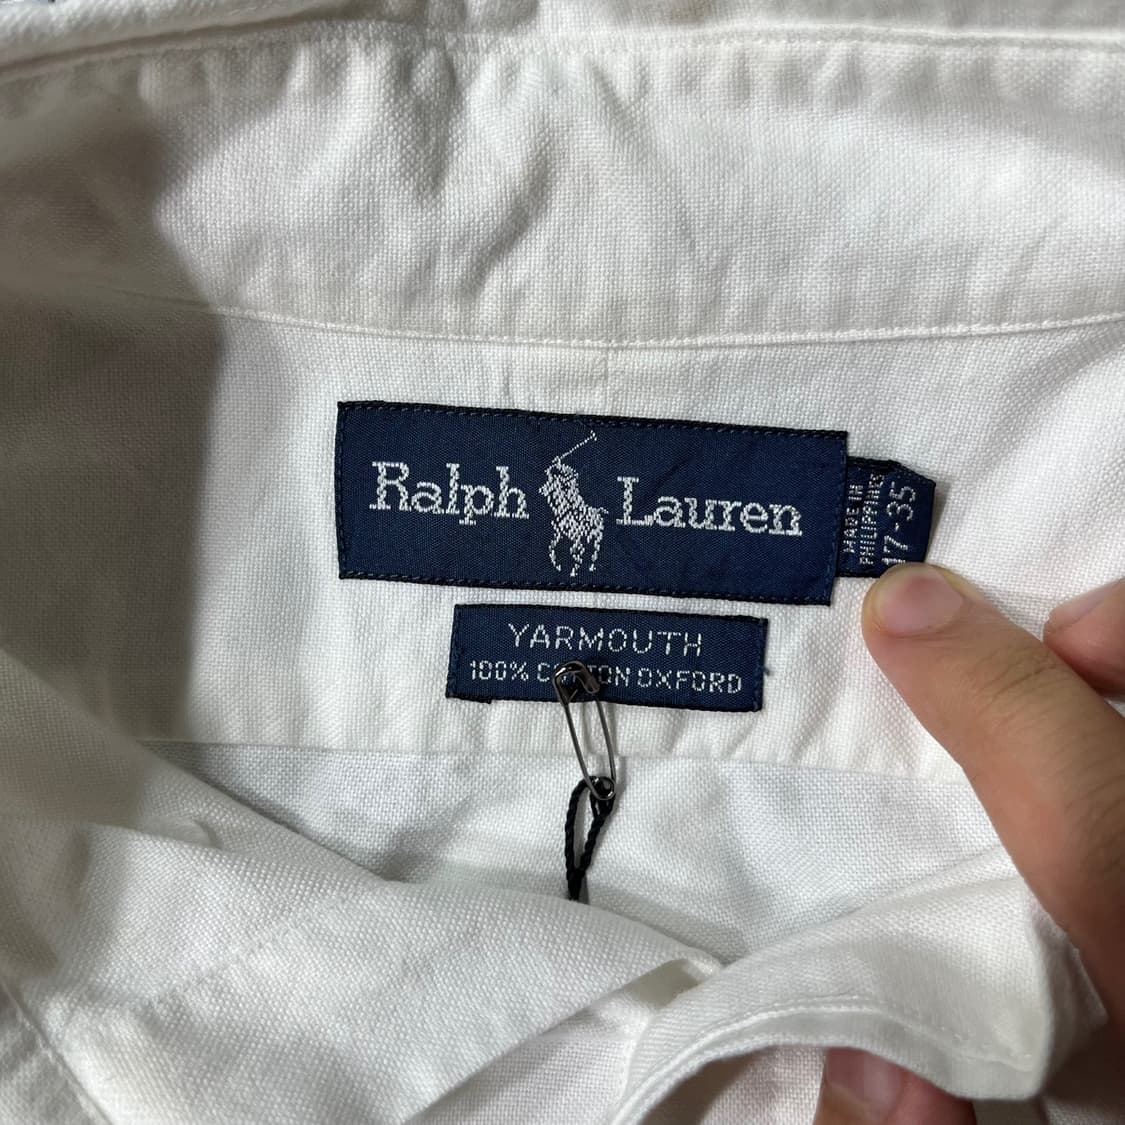 Ralph Lauren
MADE IN
PHILIPPINES
17-35
YARMOUTH
100% COTTON OXFORD